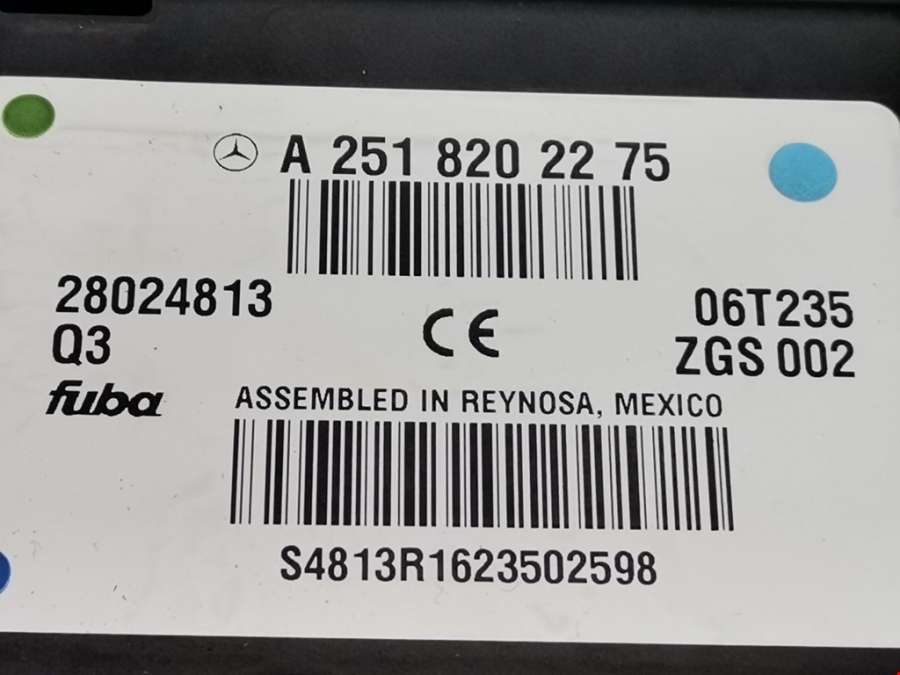 A 251 820 22 75
28024813
Q3
fuba
CE
06T235
ZGS 002
ASSEMBLED IN REYNOSA, MEXICO
S4813R1623502598